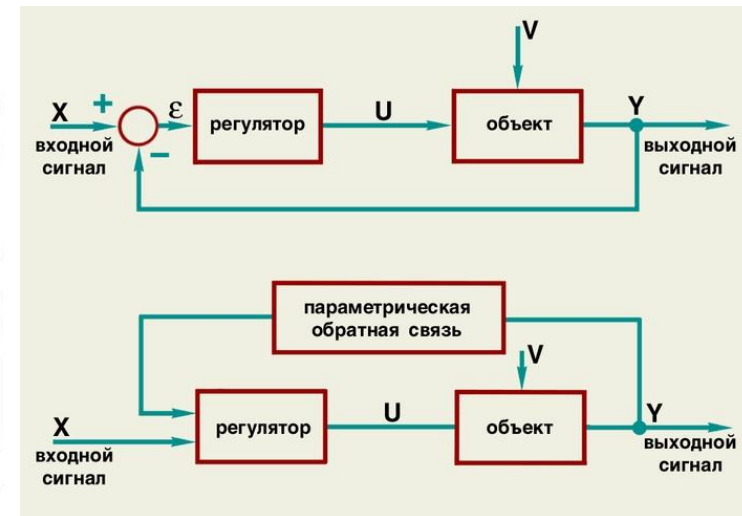 V
X + ε U Y
регулятор
объект
−
входной
сигнал
выходной
сигнал
параметрическая
обратная связь
V
X U Y
регулятор
объект
входной
сигнал
выходной
сигнал